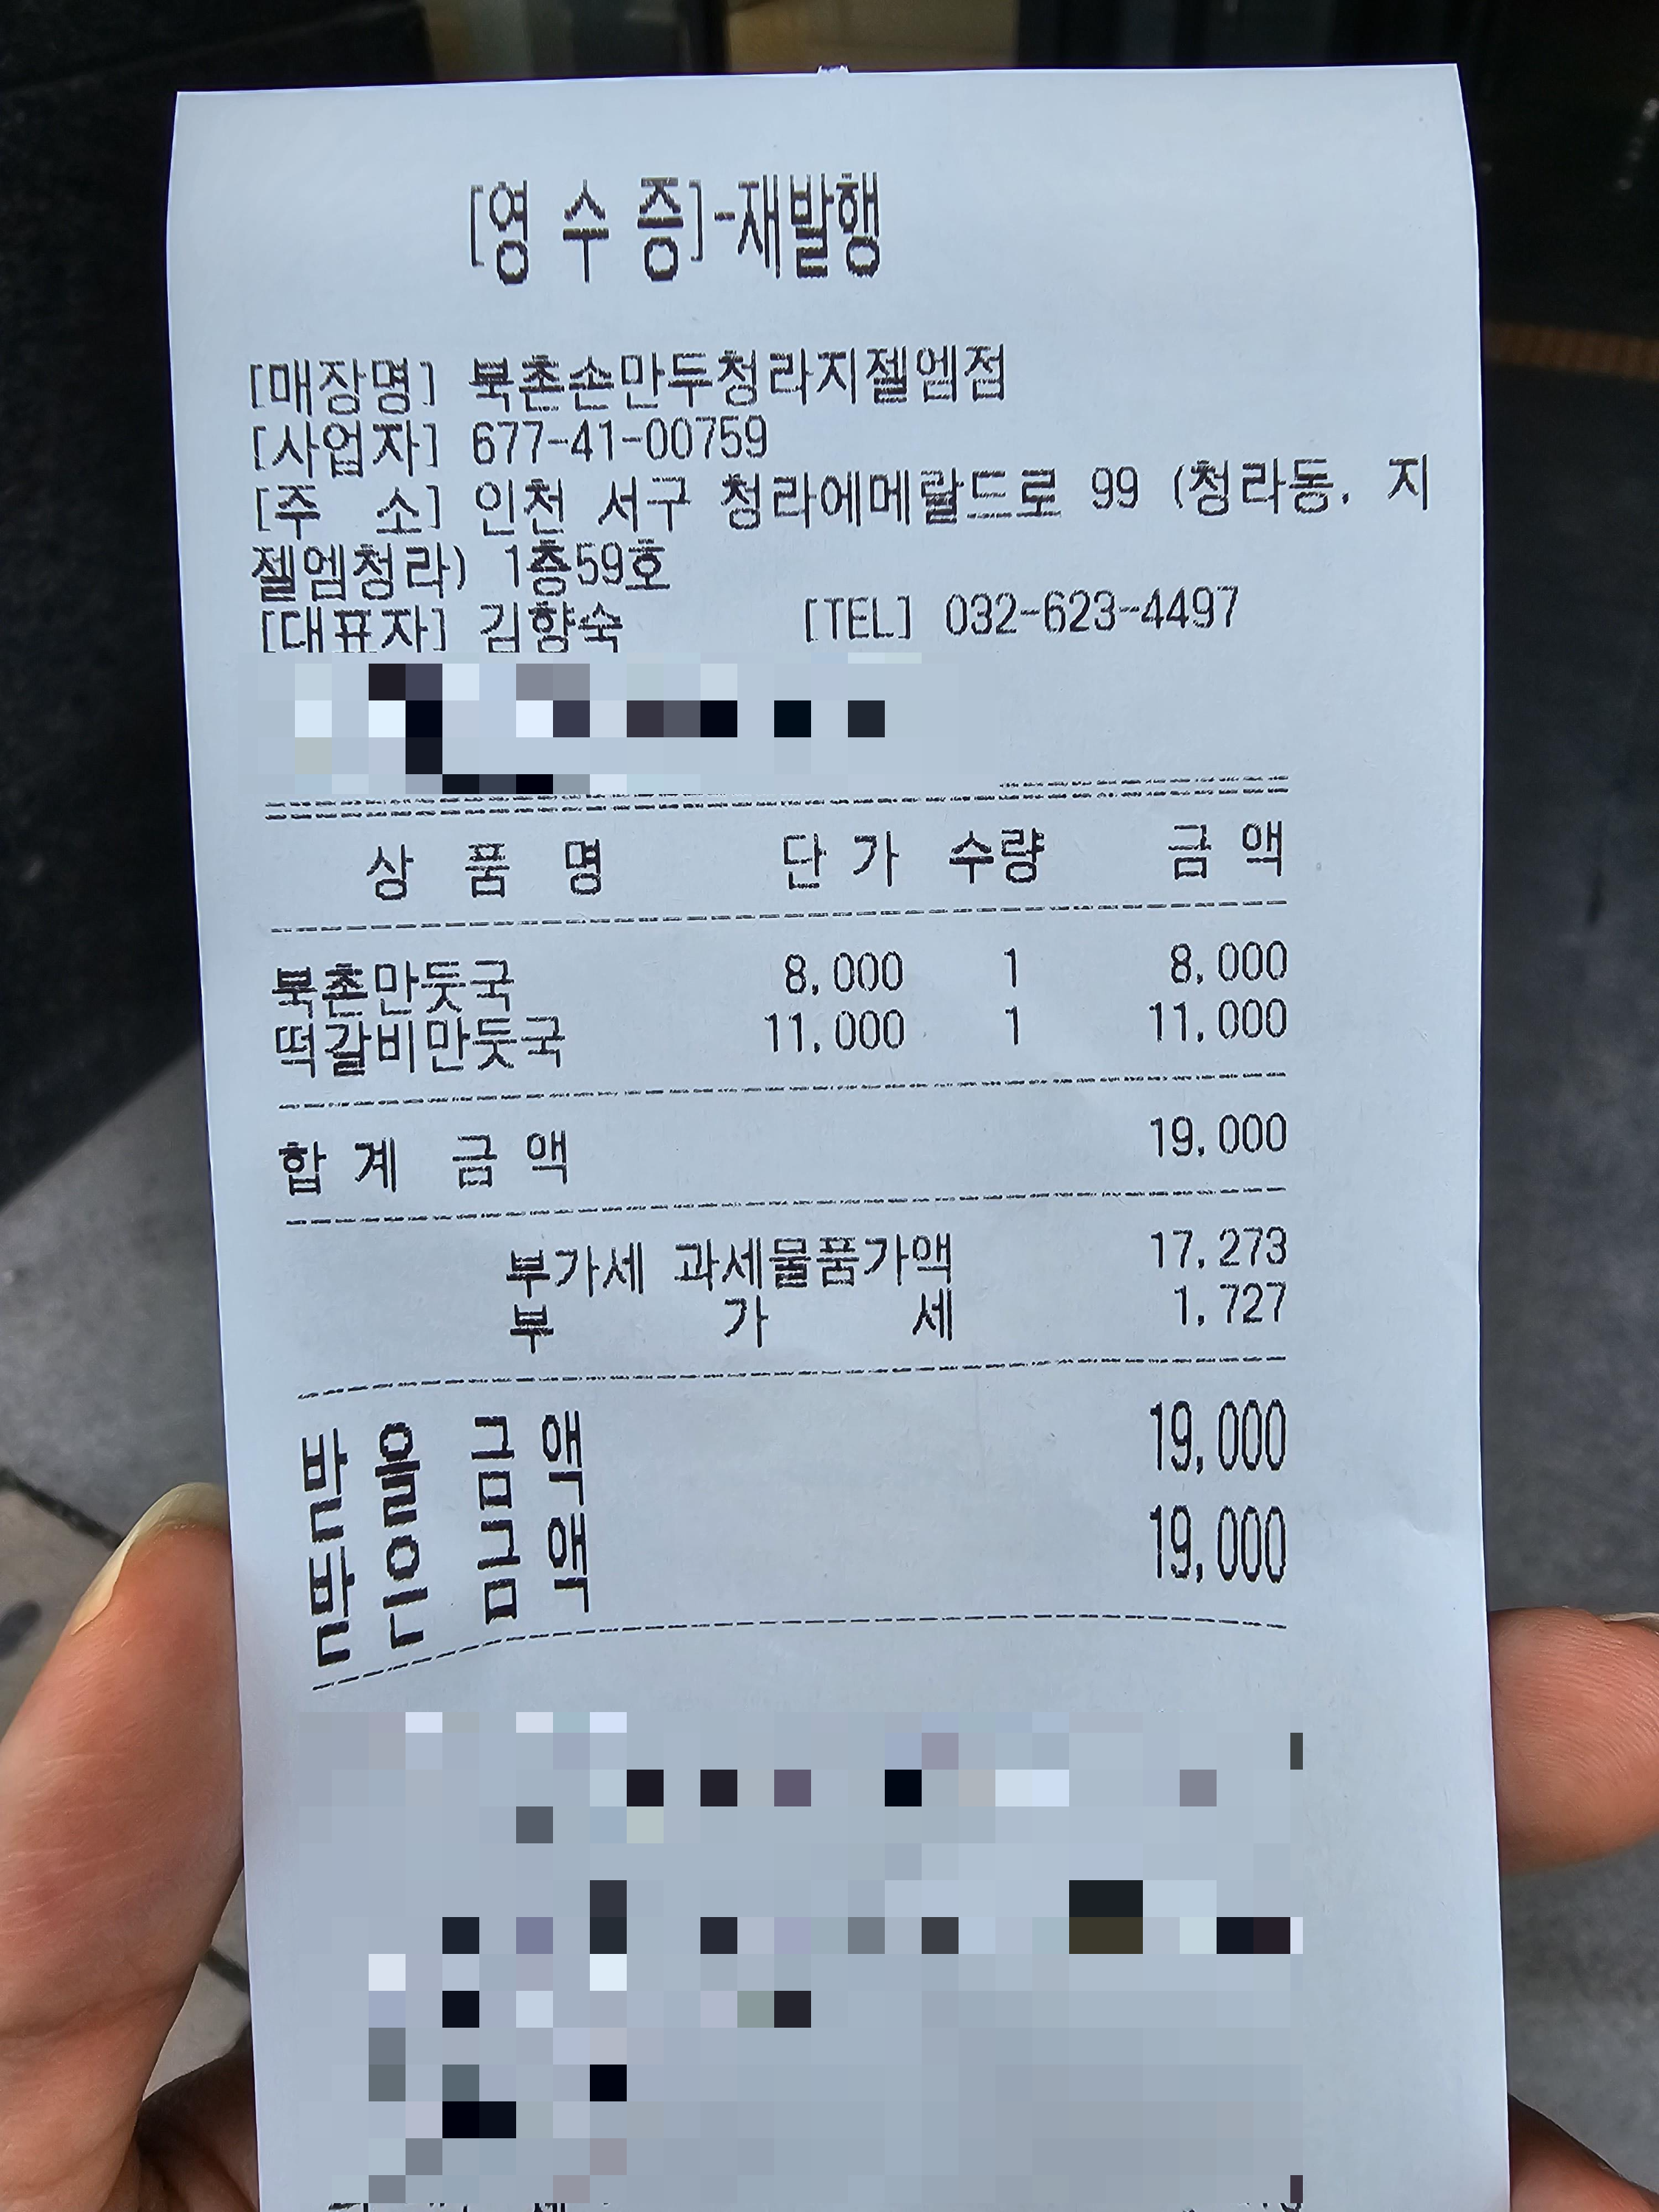 [영 수 증]-재발행
[매장명] 북촌손만두청라지젤엠점
[사업자] 677-41-00759
[주 소] 인천 서구 청라에메랄드로 99 (청라동, 지
젤엠청라) 1층59호
[대표자] 김향숙 [TEL] 032-623-4497
상 품 명 단 가 수량 금 액
북촌만둣국 8,000 1 8,000
떡갈비만둣국 11,000 1 11,000
합 계 금 액 19,000
부가세 과세물품가액 17,273
부 가 세 1,727
받 을 금 액 19,000
받 은 금 액 19,000